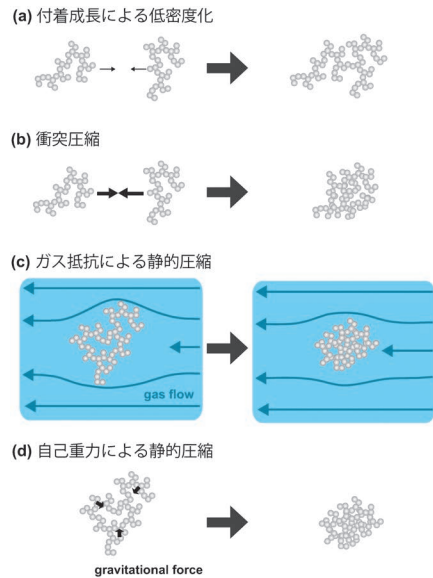 (a) 付着成長による低密度化
(b) 衝突圧縮
(c) ガス抵抗による静的圧縮
gas flow
(d) 自己重力による静的圧縮
gravitational force